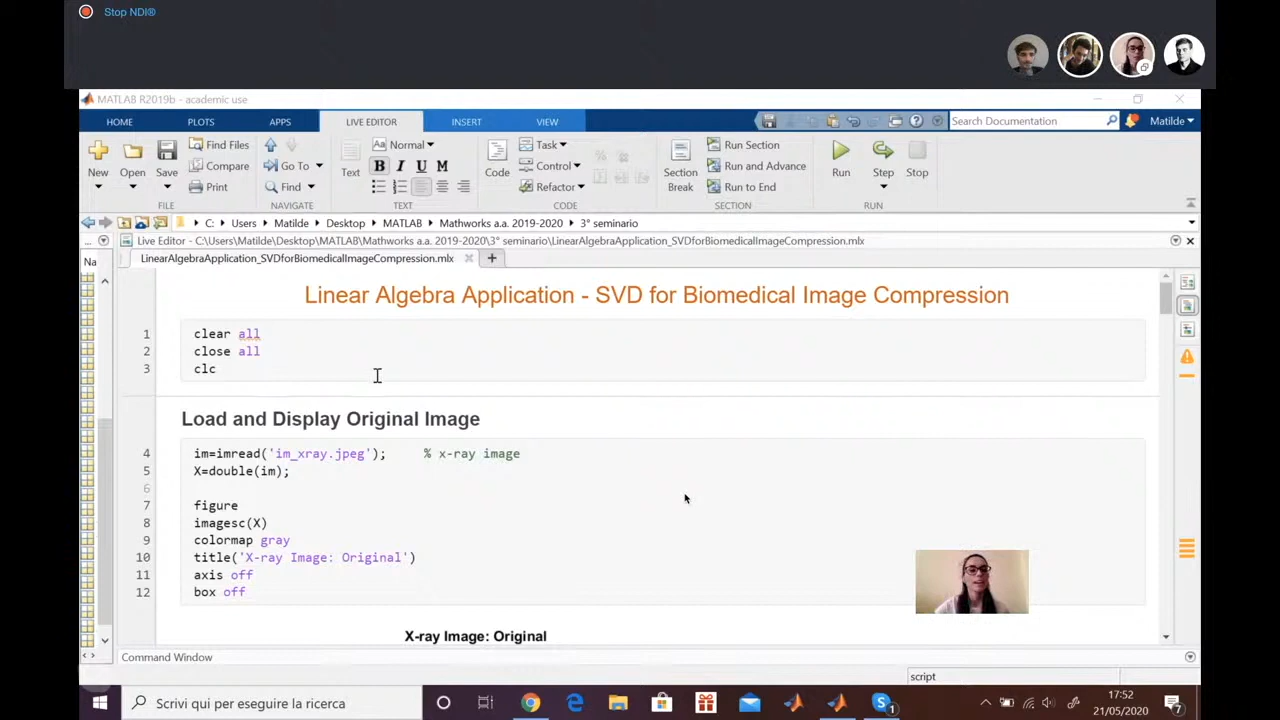 Stop NDI®
MATLAB R2019b - academic use
HOME PLOTS APPS LIVE EDITOR INSERT VIEW Search Documentation Matilde
New Open Save Find Files Compare Print Go To Find Text Normal B I U M Code Task Control Refactor Section Break Run Section Run and Advance Run to End Run Step Stop
FILE NAVIGATE TEXT CODE SECTION RUN
C: Users Matilde Desktop MATLAB Mathworks a.a. 2019-2020 3° seminario
... Live Editor - C:\Users\Matilde\Desktop\MATLAB\Mathworks a.a. 2019-2020\3° seminario\LinearAlgebraApplication_SVDforBiomedicalImageCompression.mlx
Na LinearAlgebraApplication_SVDforBiomedicalImageCompression.mlx +
Linear Algebra Application - SVD for Biomedical Image Compression
1 clear all
2 close all
3 clc
Load and Display Original Image
4 im=imread('im_xray.jpeg'); % x-ray image
5 X=double(im);
6
7 figure
8 imagesc(X)
9 colormap gray
10 title('X-ray Image: Original')
11 axis off
12 box off
X-ray Image: Original
Command Window
script
Scrivi qui per eseguire la ricerca
1
17:52
21/05/2020
7